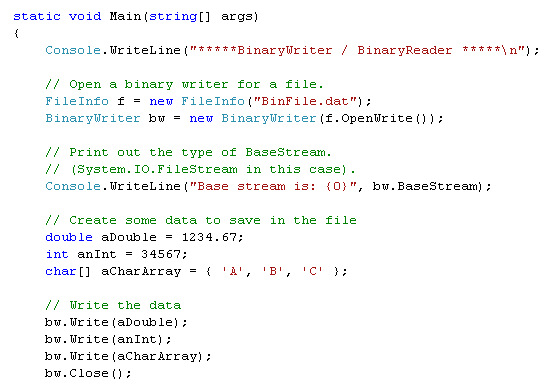 static void Main(string[] args)
{
    Console.WriteLine("*****BinaryWriter / BinaryReader *****\n");

    // Open a binary writer for a file.
    FileInfo f = new FileInfo("BinFile.dat");
    BinaryWriter bw = new BinaryWriter(f.OpenWrite());

    // Print out the type of BaseStream.
    // (System.IO.FileStream in this case).
    Console.WriteLine("Base stream is: {0}", bw.BaseStream);

    // Create some data to save in the file
    double aDouble = 1234.67;
    int anInt = 34567;
    char[] aCharArray = { 'A', 'B', 'C' };

    // Write the data
    bw.Write(aDouble);
    bw.Write(anInt);
    bw.Write(aCharArray);
    bw.Close();